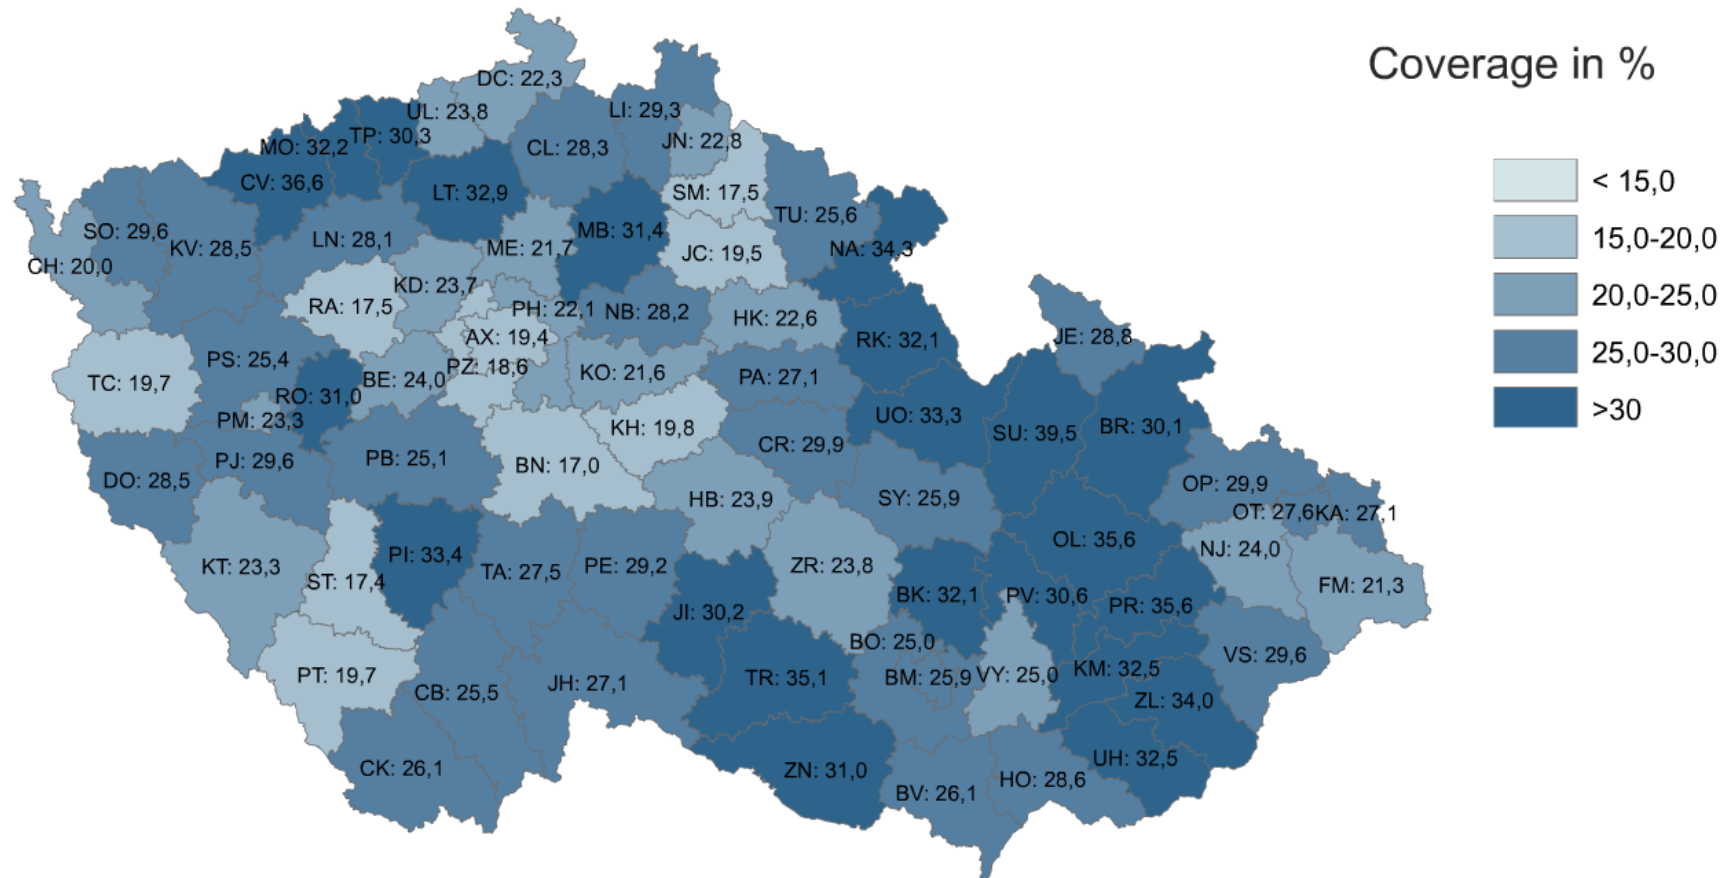 Coverage in %
< 15,0
15,0-20,0
20,0-25,0
25,0-30,0
>30
DC: 22,3
UL: 23,8
LI: 29,3
TP: 30,3
JN: 22,8
MO: 32,2
CL: 28,3
CV: 36,6
LT: 32,9
SM: 17,5
TU: 25,6
SO: 29,6
KV: 28,5
LN: 28,1
ME: 21,7
MB: 31,4
JC: 19,5
NA: 34,3
CH: 20,0
KD: 23,7
RA: 17,5
PH: 22,1
NB: 28,2
HK: 22,6
AX: 19,4
RK: 32,1
JE: 28,8
PS: 25,4
PZ: 18,6
TC: 19,7
BE: 24,0
KO: 21,6
PA: 27,1
RO: 31,0
PM: 23,3
UO: 33,3
KH: 19,8
SU: 39,5
BR: 30,1
CR: 29,9
PJ: 29,6
PB: 25,1
BN: 17,0
DO: 28,5
HB: 23,9
SY: 25,9
OP: 29,9
OT: 27,6
KA: 27,1
OL: 35,6
NJ: 24,0
PI: 33,4
KT: 23,3
ST: 17,4
TA: 27,5
PE: 29,2
ZR: 23,8
FM: 21,3
BK: 32,1
PV: 30,6
PR: 35,6
JI: 30,2
BO: 25,0
VS: 29,6
PT: 19,7
CB: 25,5
JH: 27,1
TR: 35,1
BM: 25,9
VY: 25,0
KM: 32,5
ZL: 34,0
CK: 26,1
ZN: 31,0
UH: 32,5
BV: 26,1
HO: 28,6